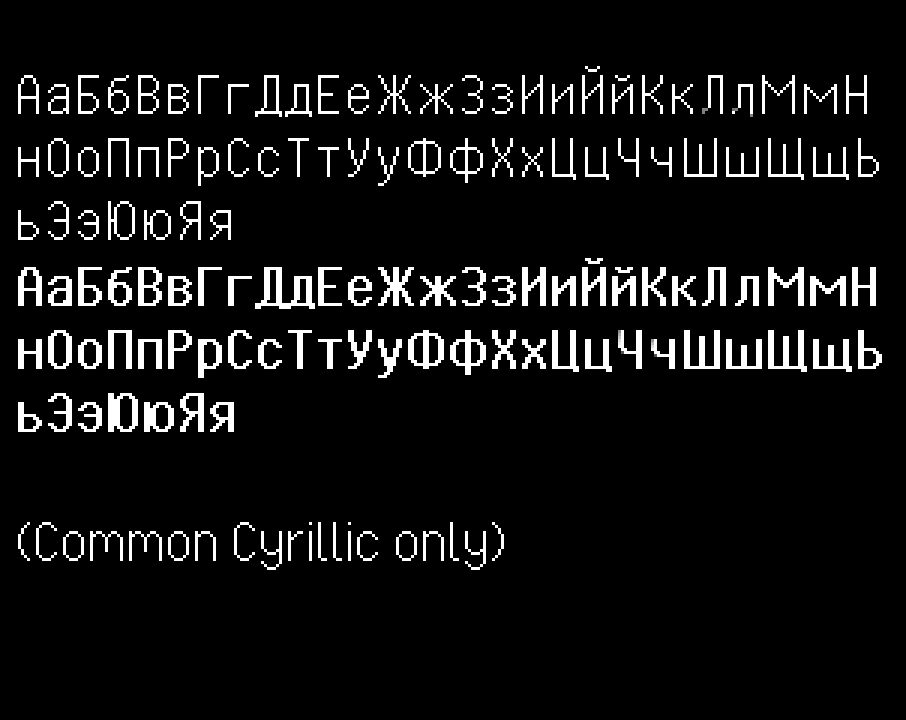 АаБбВвГгДдЕеЖжЗзИиЙйКкЛлМмН
нОоПпРрСсТтУуФфХхЦцЧчШшЩщЬ
ьЭэЮюЯя
АаБбВвГгДдЕеЖжЗзИиЙйКкЛлМмН
нОоПпРрСсТтУуФфХхЦцЧчШшЩщЬ
ьЭэЮюЯя
(Common Cyrillic only)